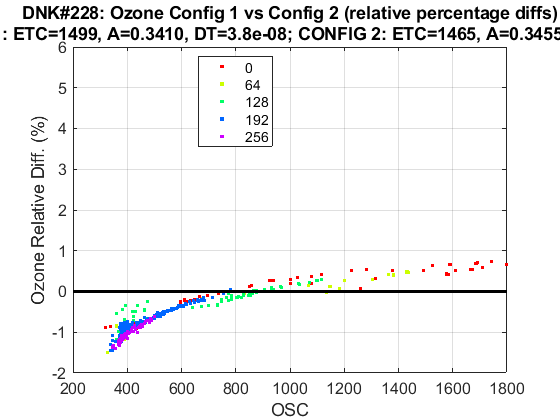 DNK#228: Ozone Config 1 vs Config 2 (relative percentage diffs)
: ETC=1499, A=0.3410, DT=3.8e-08; CONFIG 2: ETC=1465, A=0.3455
6
5
4
3
2
1
0
-1
-2
Ozone Relative Diff. (%)
0
64
128
192
256
200 400 600 800 1000 1200 1400 1600 1800
OSC